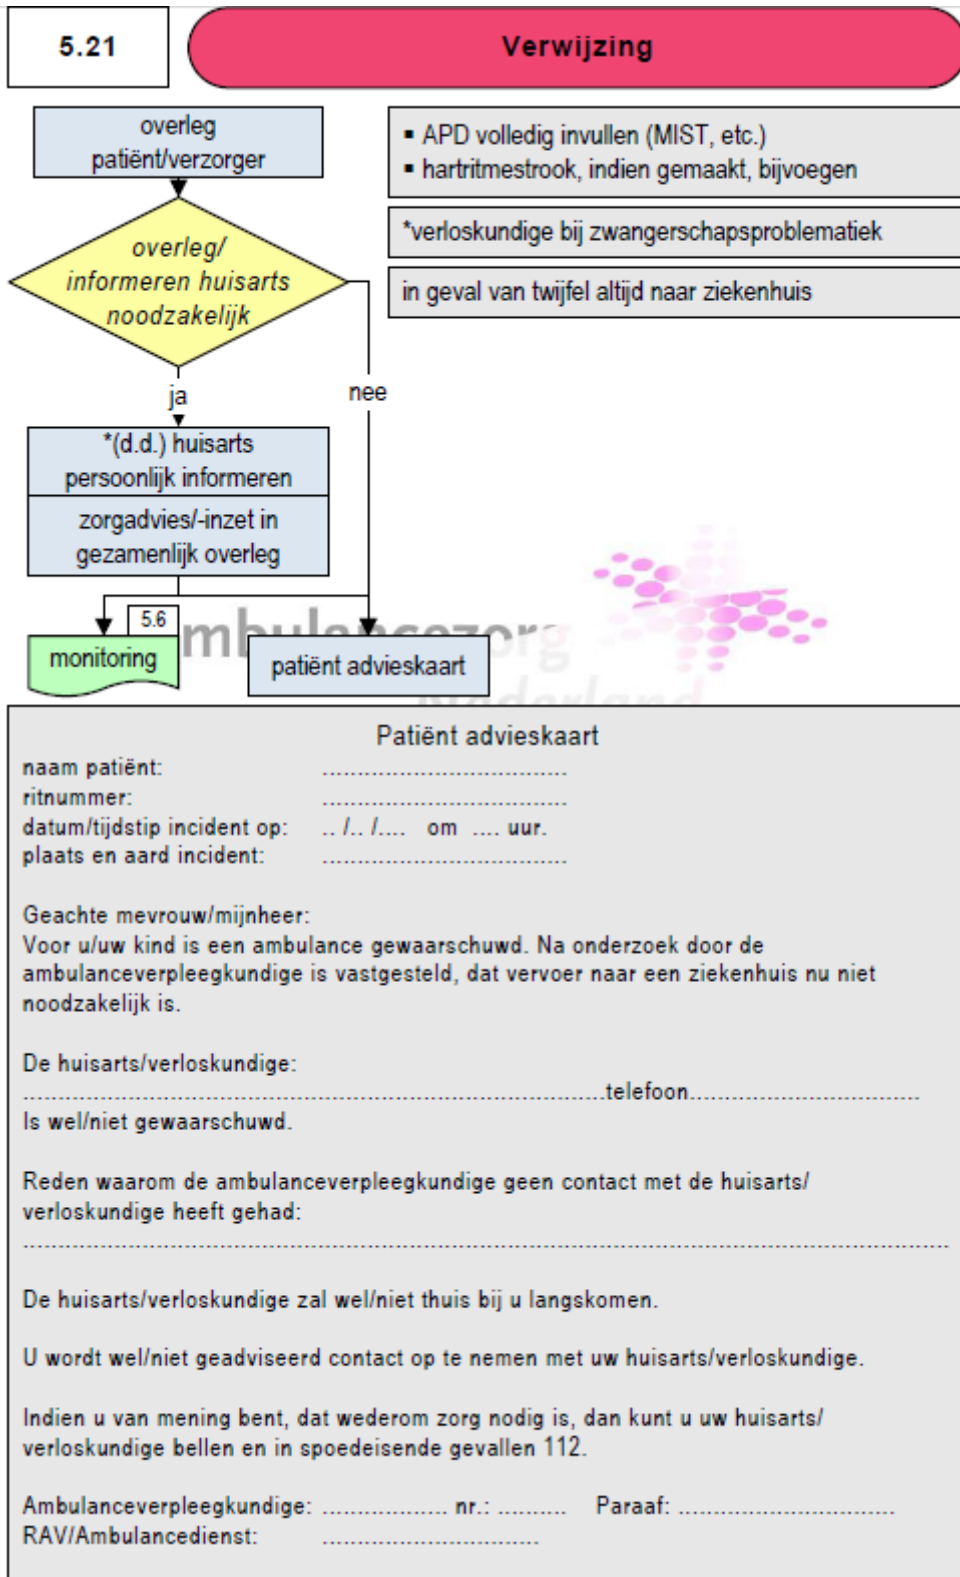 5.21
Verwijzing
overleg
patiënt/verzorger
▪ APD volledig invullen (MIST, etc.)
▪ hartritmestrook, indien gemaakt, bijvoegen
*verloskundige bij zwangerschapsproblematiek
in geval van twijfel altijd naar ziekenhuis
overleg/
informeren huisarts
noodzakelijk
ja
nee
*(d.d.) huisarts
persoonlijk informeren
zorgadvies/-inzet in
gezamenlijk overleg
5.6
monitoring
patiënt advieskaart
mbulancezorg
Nederland
Patiënt advieskaart
naam patiënt: ...................................
ritnummer: ...................................
datum/tijdstip incident op: .. /.. /.... om .... uur.
plaats en aard incident: ...................................
Geachte mevrouw/mijnheer:
Voor u/uw kind is een ambulance gewaarschuwd. Na onderzoek door de
ambulanceverpleegkundige is vastgesteld, dat vervoer naar een ziekenhuis nu niet
noodzakelijk is.
De huisarts/verloskundige:
...................................................................................telefoon.................................
Is wel/niet gewaarschuwd.
Reden waarom de ambulanceverpleegkundige geen contact met de huisarts/
verloskundige heeft gehad:
....................................................................................................................................
De huisarts/verloskundige zal wel/niet thuis bij u langskomen.
U wordt wel/niet geadviseerd contact op te nemen met uw huisarts/verloskundige.
Indien u van mening bent, dat wederom zorg nodig is, dan kunt u uw huisarts/
verloskundige bellen en in spoedeisende gevallen 112.
Ambulanceverpleegkundige: .................. nr.: .......... Paraaf: ...............................
RAV/Ambulancedienst: ...............................